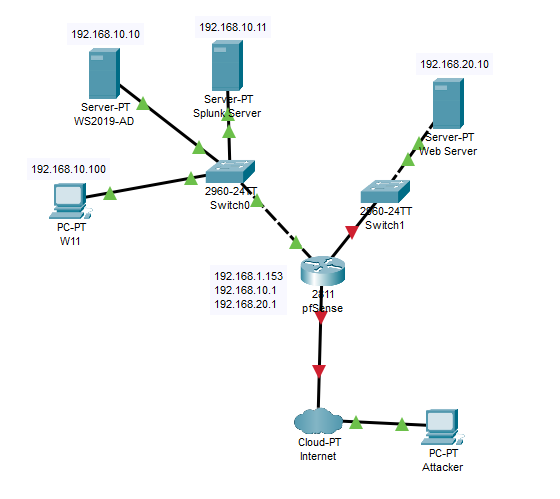 192.168.10.10
Server-PT
WS2019-AD
192.168.10.11
Server-PT
Splunk Server
192.168.20.10
Server-PT
Web Server
192.168.10.100
PC-PT
W11
2960-24TT
Switch0
2960-24TT
Switch1
192.168.1.153
192.168.10.1
192.168.20.1
2811
pfSense
Cloud-PT
Internet
PC-PT
Attacker